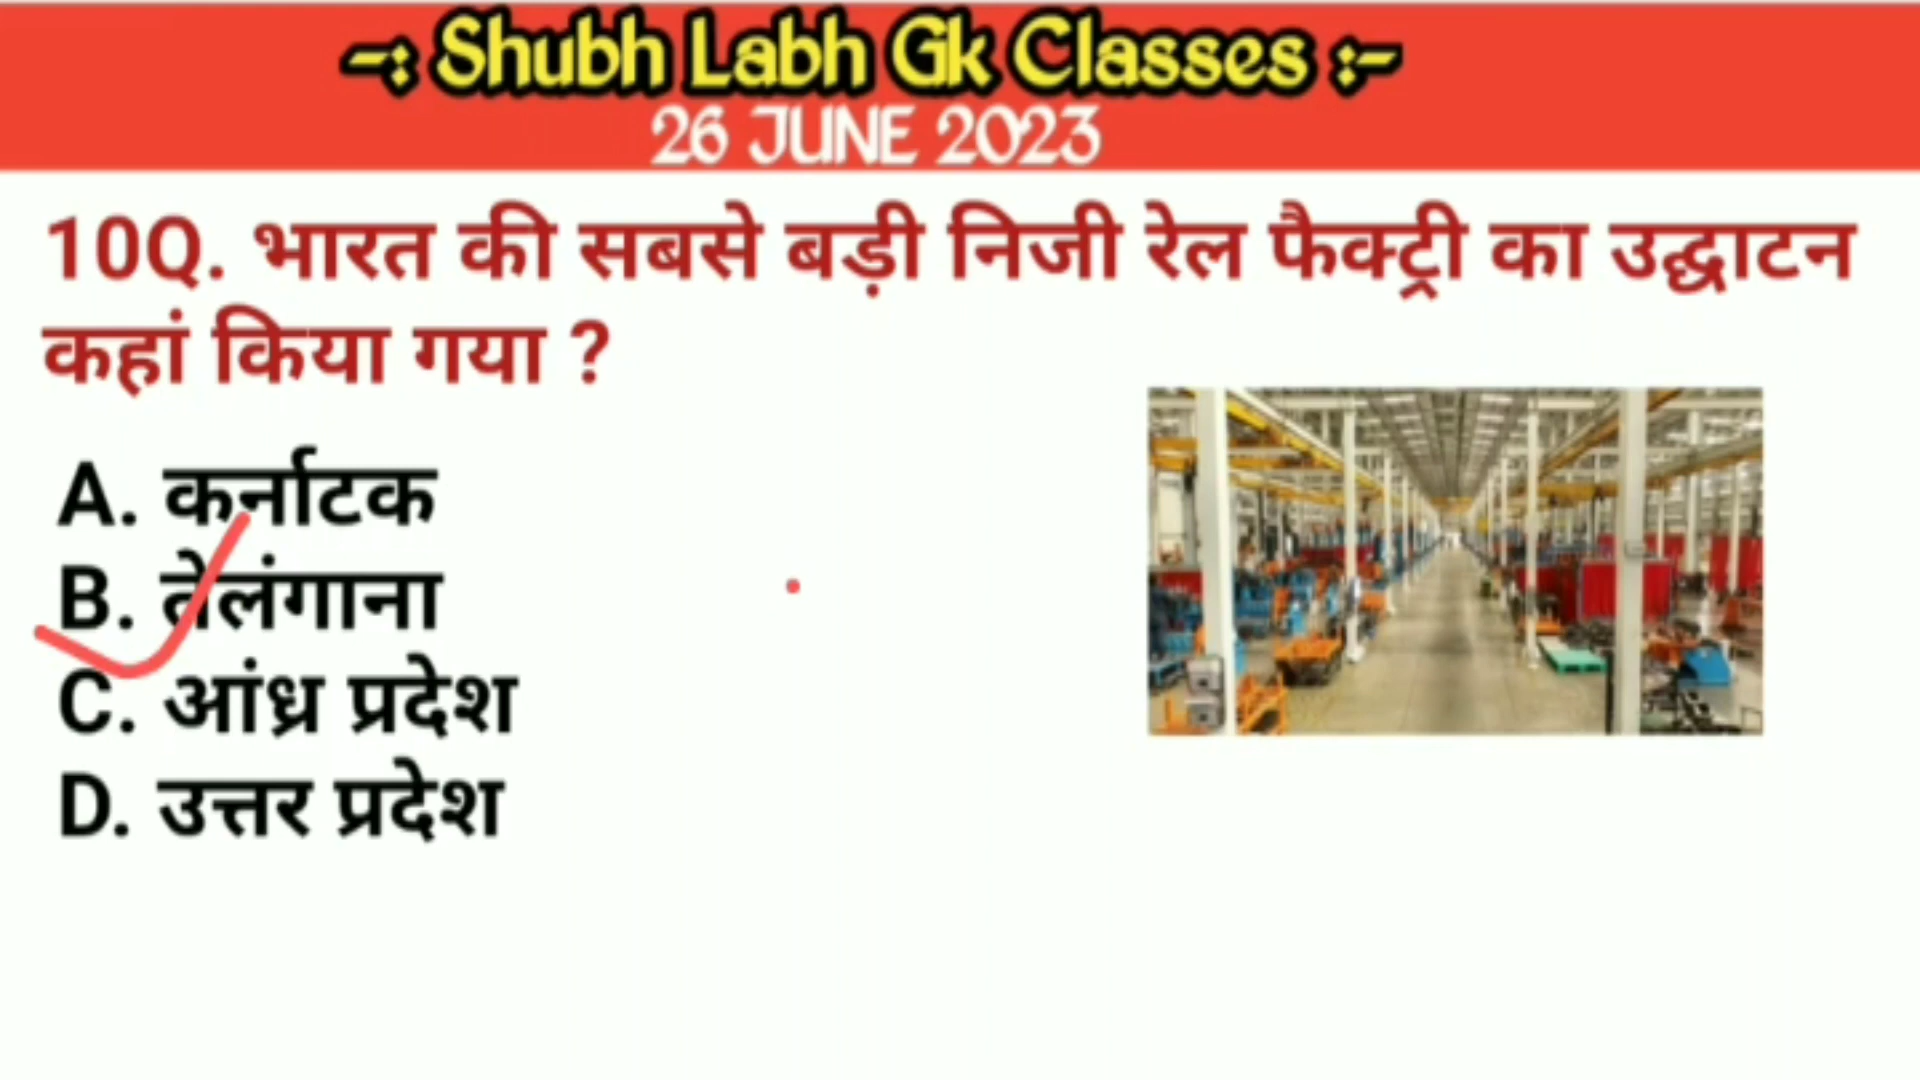 -: Shubh Labh Gk Classes :-
26 JUNE 2023
10Q. भारत की सबसे बड़ी निजी रेल फैक्ट्री का उद्घाटन
कहां किया गया ?
A. कर्नाटक
B. तेलंगाना
C. आंध्र प्रदेश
D. उत्तर प्रदेश